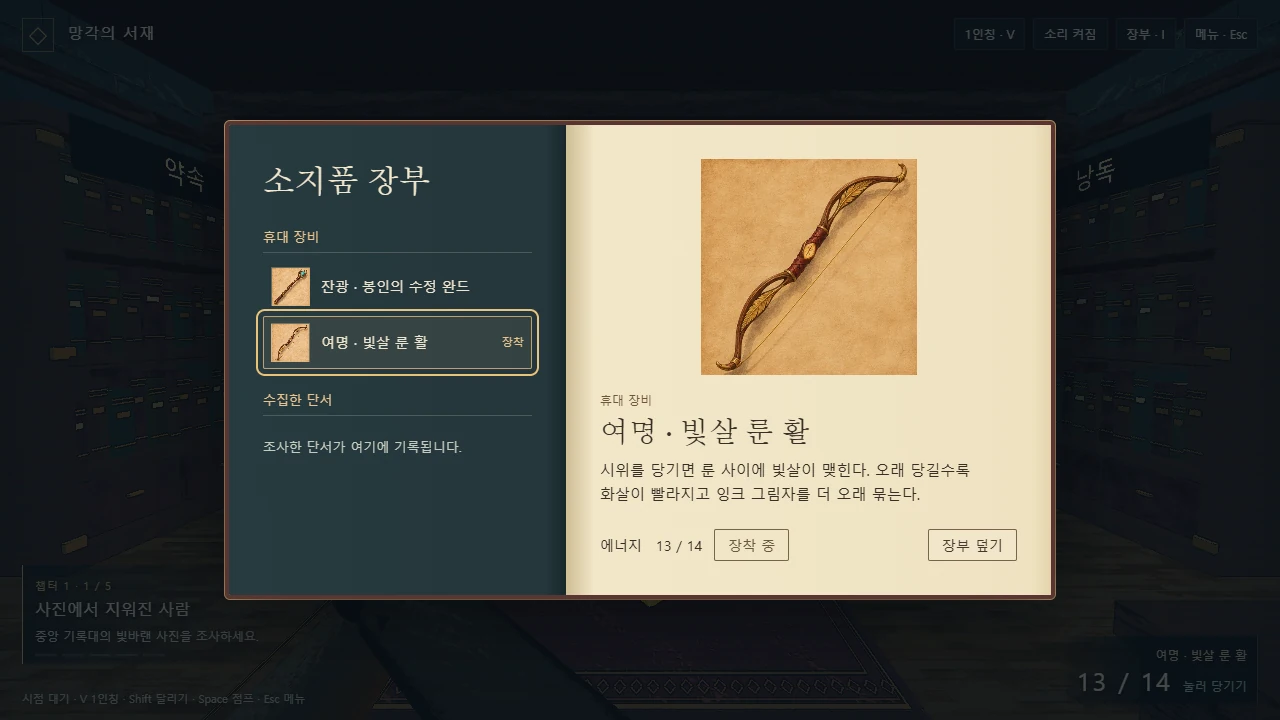 망각의 서재
1인칭 · V
소리 켜짐
장부 · I
메뉴 · Esc
약속
낭독
소지품 장부
휴대 장비
잔광 · 봉인의 수정 완드
여명 · 빛살 룬 활
장착
수집한 단서
조사한 단서가 여기에 기록됩니다.
휴대 장비
여명 · 빛살 룬 활
시위를 당기면 룬 사이에 빛살이 맺힌다. 오래 당길수록
화살이 빨라지고 잉크 그림자를 더 오래 묶는다.
에너지 13 / 14
장착 중
장부 덮기
챕터 1 · 1 / 5
사진에서 지워진 사람
중앙 기록대의 빛바랜 사진을 조사하세요.
시점 대기 · V 1인칭 · Shift 달리기 · Space 점프 · Esc 메뉴
여명 · 빛살 룬 활
13 / 14 눌러 당기기